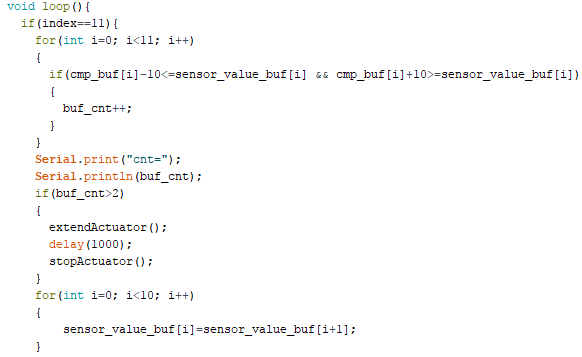 void loop(){
  if(index==11){
    for(int i=0; i<11; i++)
    {
      if(cmp_buf[i]-10<=sensor_value_buf[i] && cmp_buf[i]+10>=sensor_value_buf[i])
      {
        buf_cnt++;
      }
    }
    Serial.print("cnt=");
    Serial.println(buf_cnt);
    if(buf_cnt>2)
    {
      extendActuator();
      delay(1000);
      stopActuator();
    }
    for(int i=0; i<10; i++)
    {
        sensor_value_buf[i]=sensor_value_buf[i+1];
    }